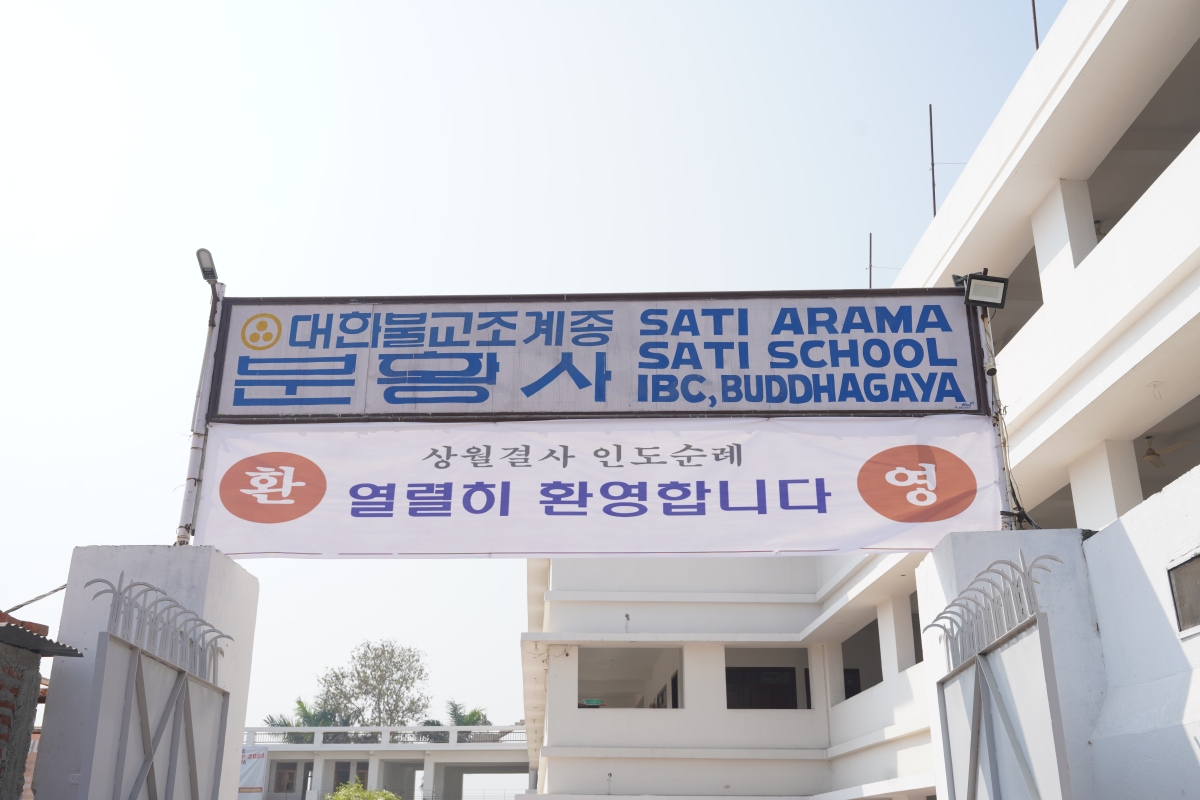 대한불교조계종
분황사
SATI ARAMA
SATI SCHOOL
IBC, BUDDHAGAYA
환
상월결사 인도순례
열렬히 환영합니다
영